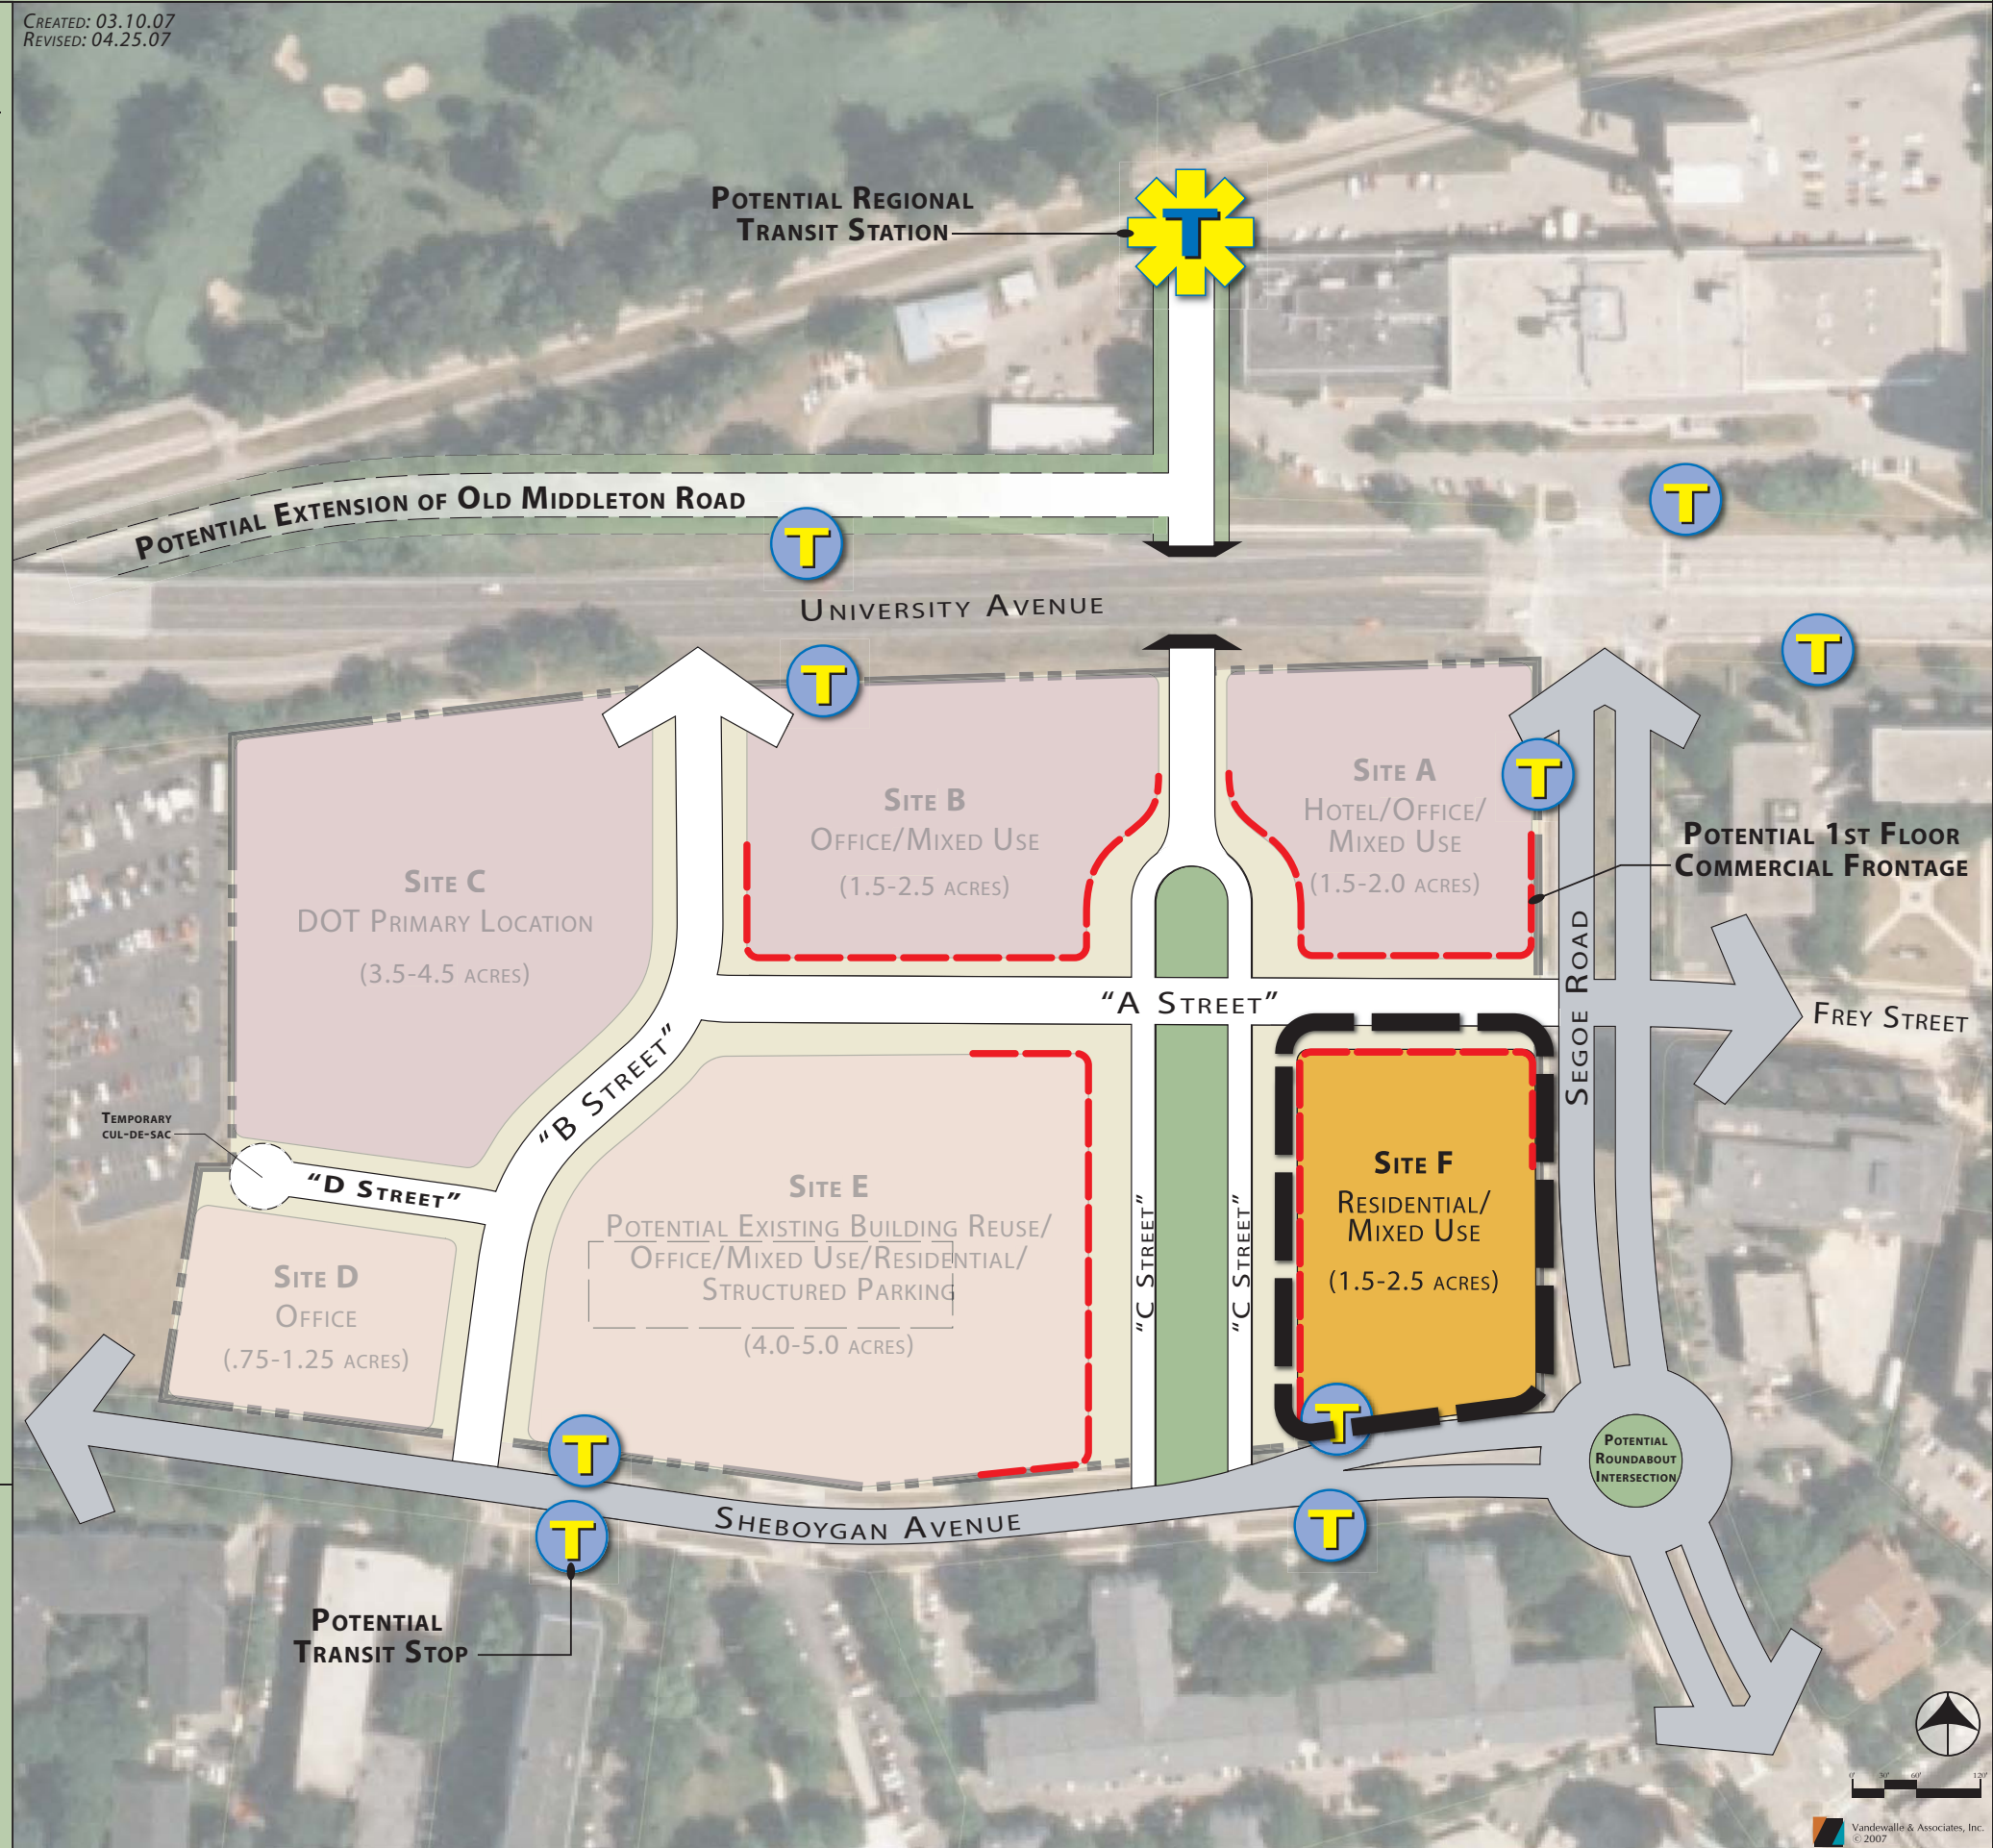 Created: 03.10.07
Revised: 04.25.07
Potential Regional
Transit Station
T
Potential Extension of Old Middleton Road
T
T
University Avenue
T
T
Site B
Office/Mixed Use
(1.5-2.5 acres)
Site A
Hotel/Office/
Mixed Use
(1.5-2.0 acres)
T
Potential 1st Floor
Commercial Frontage
Site C
DOT Primary Location
(3.5-4.5 acres)
Segoe Road
"A Street"
Frey Street
"B Street"
Temporary
cul-de-sac
"D Street"
Site E
Potential Existing Building Reuse/
Office/Mixed Use/Residential/
Structured Parking
(4.0-5.0 acres)
"C Street"
"C Street"
Site F
Residential/
Mixed Use
(1.5-2.5 acres)
Site D
Office
(.75-1.25 acres)
T
T
Potential
Roundabout
Intersection
Sheboygan Avenue
T
T
Potential
Transit Stop
0' 30' 60' 120'
Vandewalle & Associates, Inc.
© 2007